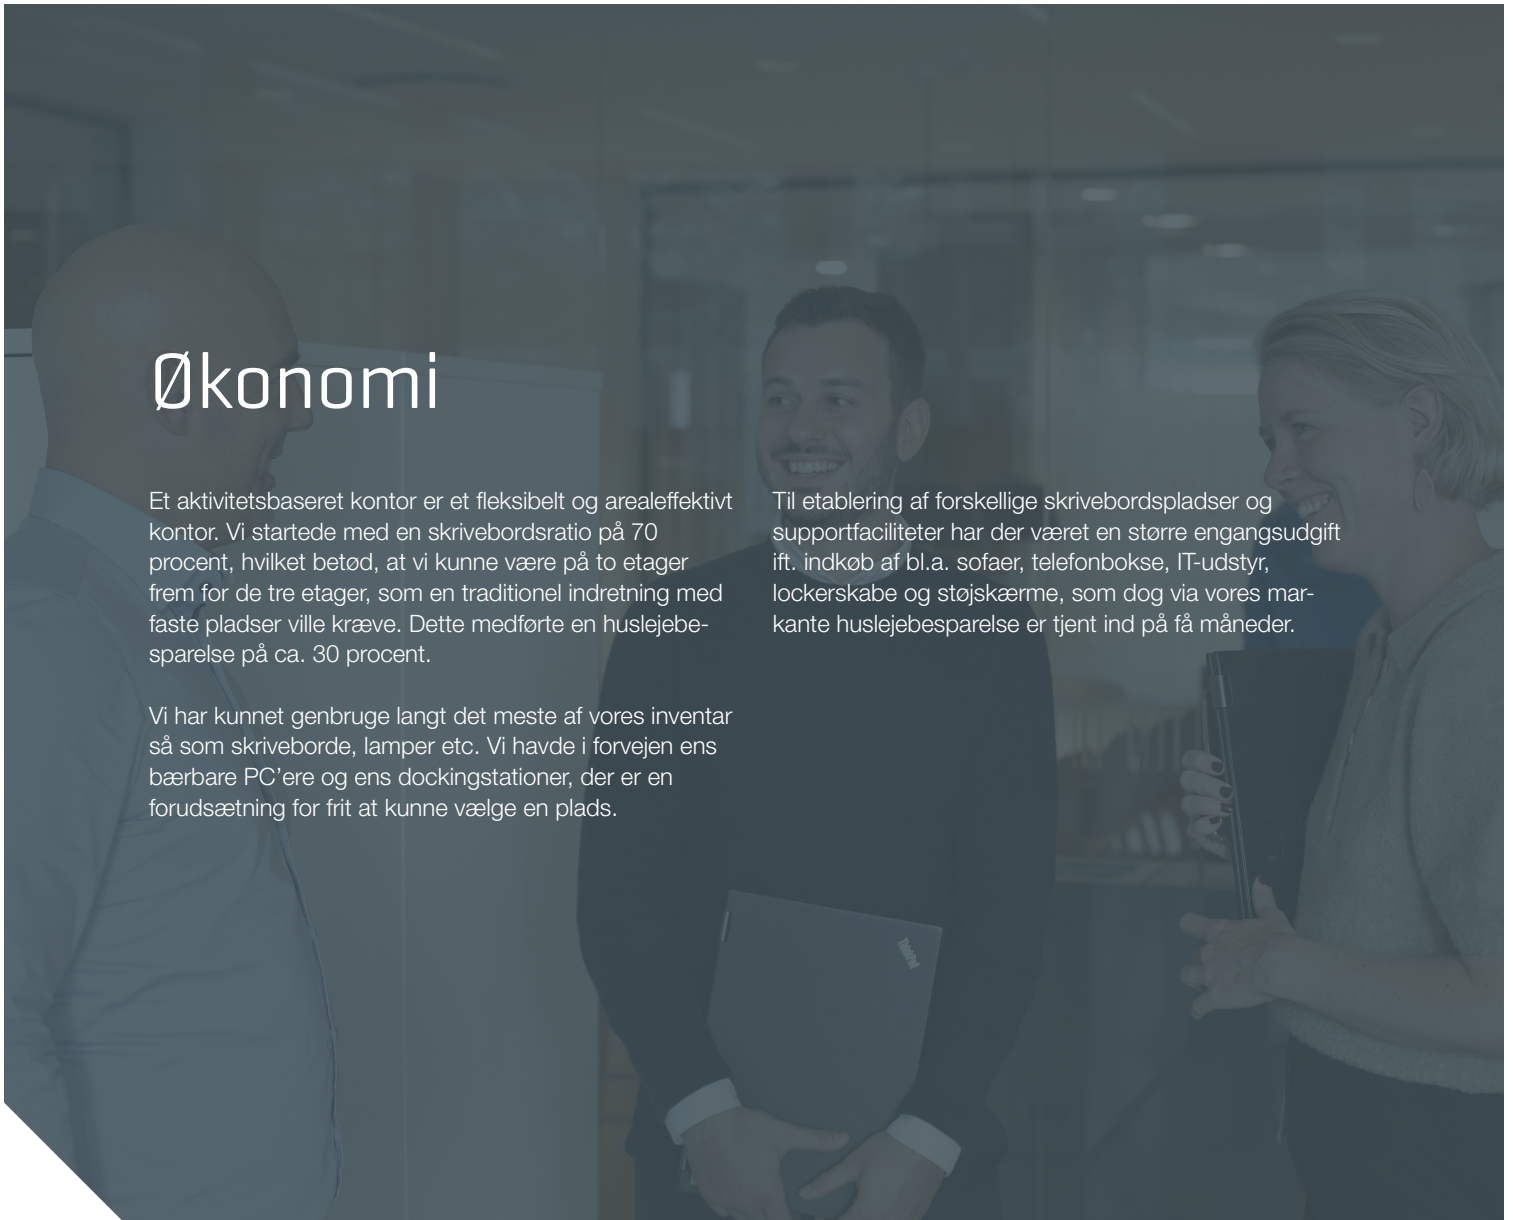 Økonomi
Et aktivitetsbaseret kontor er et fleksibelt og arealeffektivt
kontor. Vi startede med en skrivebordsratio på 70
procent, hvilket betød, at vi kunne være på to etager
frem for de tre etager, som en traditionel indretning med
faste pladser ville kræve. Dette medførte en huslejebe-
sparelse på ca. 30 procent.
Vi har kunnet genbruge langt det meste af vores inventar
så som skriveborde, lamper etc. Vi havde i forvejen ens
bærbare PC’ere og ens dockingstationer, der er en
forudsætning for frit at kunne vælge en plads.
Til etablering af forskellige skrivebordspladser og
supportfaciliteter har der været en større engangsudgift
ift. indkøb af bl.a. sofaer, telefonbokse, IT-udstyr,
lockerskabe og støjskærme, som dog via vores mar-
kante huslejebesparelse er tjent ind på få måneder.
ThinkPad